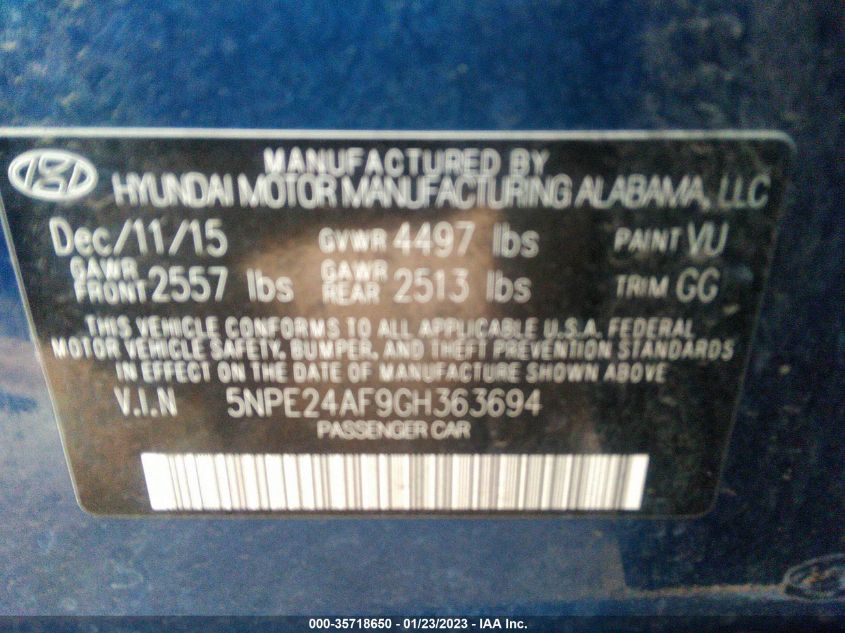 MANUFACTURED BY
HYUNDAI MOTOR MANUFACTURING ALABAMA, LLC
Dec/11/15 GVWR 4497 lbs PAINT VU
GAWR FRONT 2557 lbs GAWR REAR 2513 lbs TRIM GG
THIS VEHICLE CONFORMS TO ALL APPLICABLE U.S.A. FEDERAL
MOTOR VEHICLE SAFETY, BUMPER, AND THEFT PREVENTION STANDARDS
IN EFFECT ON THE DATE OF MANUFACTURE SHOWN ABOVE
V.I.N 5NPE24AF9GH363694
PASSENGER CAR
000-35718650 - 01/23/2023 - IAA Inc.